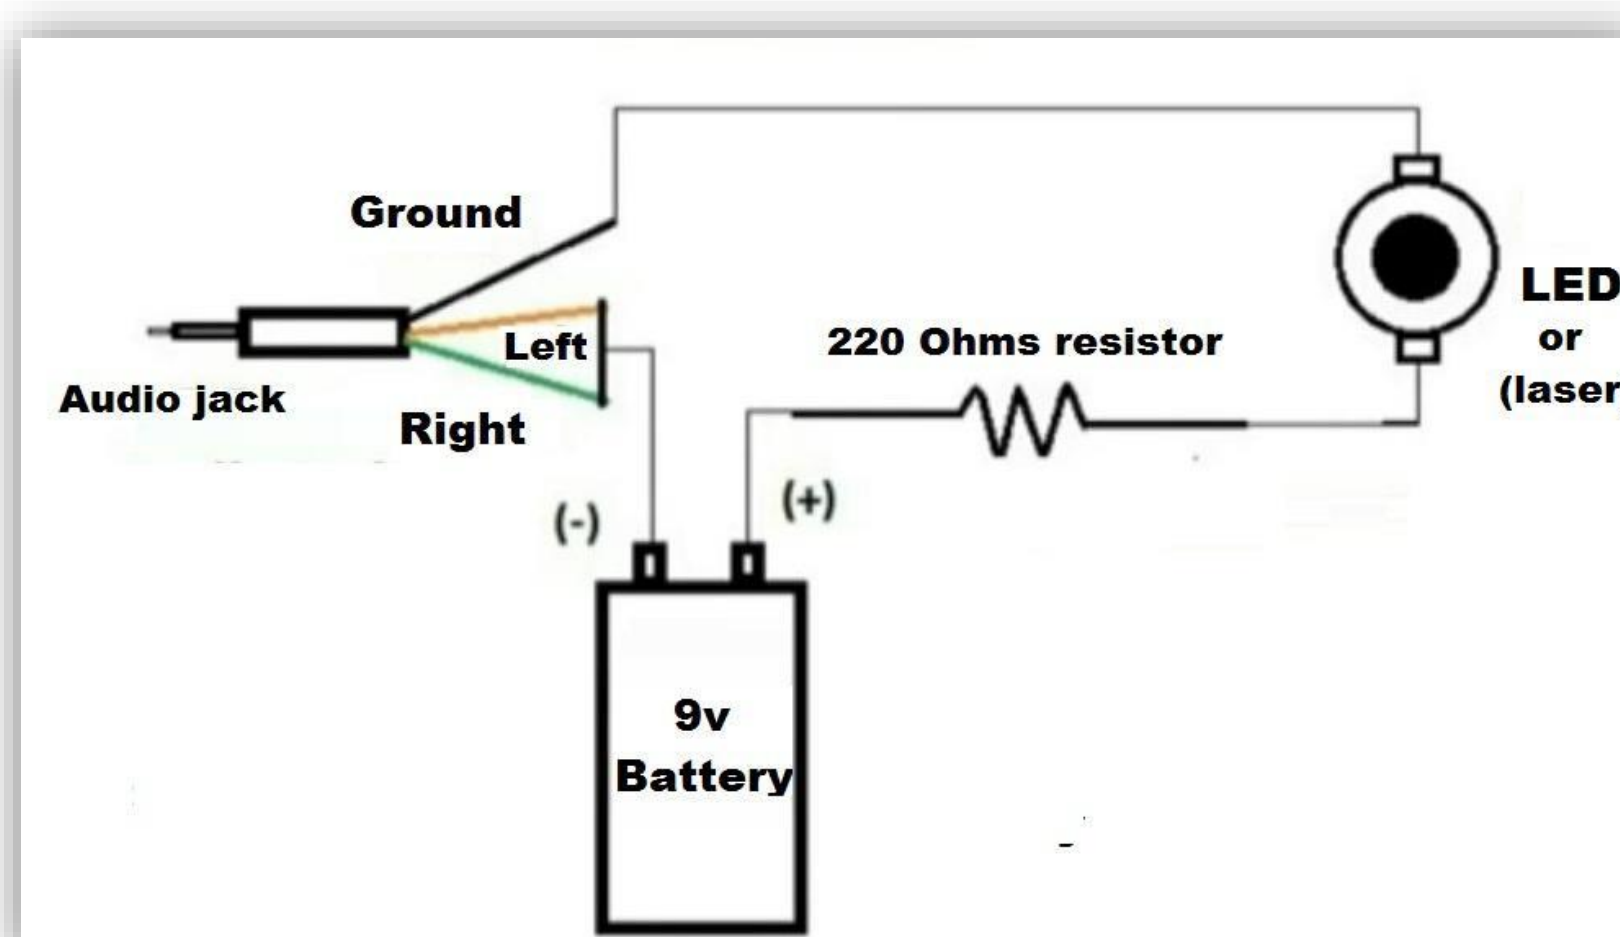 Ground
LED
or
(laser
220 Ohms resistor
Left
Audio jack
Right
(-)
(+)
9v
Battery